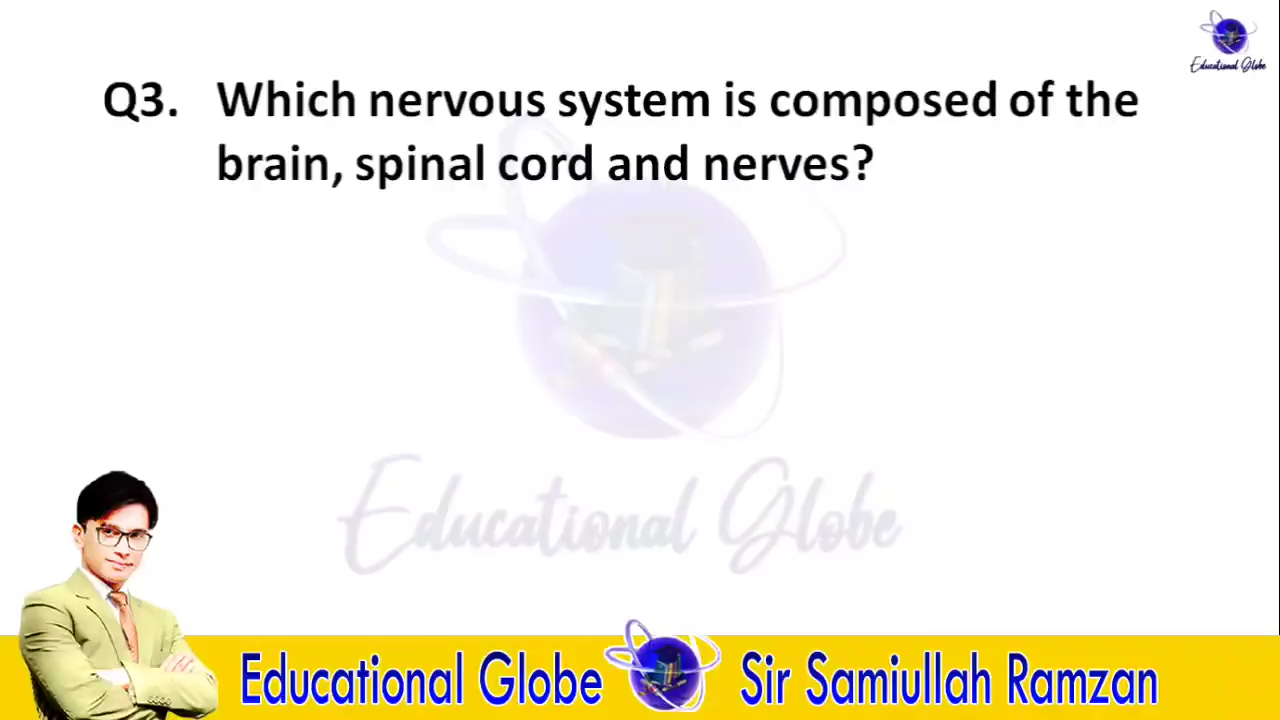 Educational Globe
Q3. Which nervous system is composed of the
brain, spinal cord and nerves?
Educational Globe
Educational Globe Sir Samiullah Ramzan